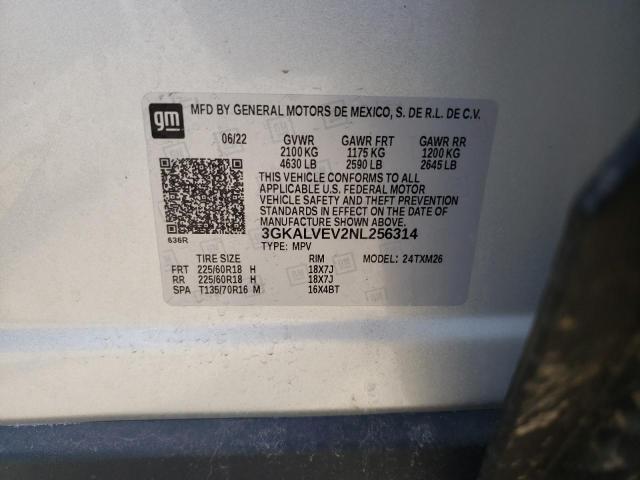 gm
MFD BY GENERAL MOTORS DE MEXICO, S. DE R.L. DE C.V.
06/22 GVWR GAWR FRT GAWR RR
2100 KG 1175 KG 1200 KG
4630 LB 2590 LB 2645 LB
THIS VEHICLE CONFORMS TO ALL
APPLICABLE U.S. FEDERAL MOTOR
VEHICLE SAFETY AND THEFT PREVENTION
STANDARDS IN EFFECT ON THE DATE OF
MANUFACTURE SHOWN ABOVE.
636R
3GKALVEV2NL256314
TYPE: MPV MODEL: 24TXM26
TIRE SIZE RIM
FRT 225/60R18 H 18X7J
RR 225/60R18 H 18X7J
SPA T135/70R16 M 16X4BT